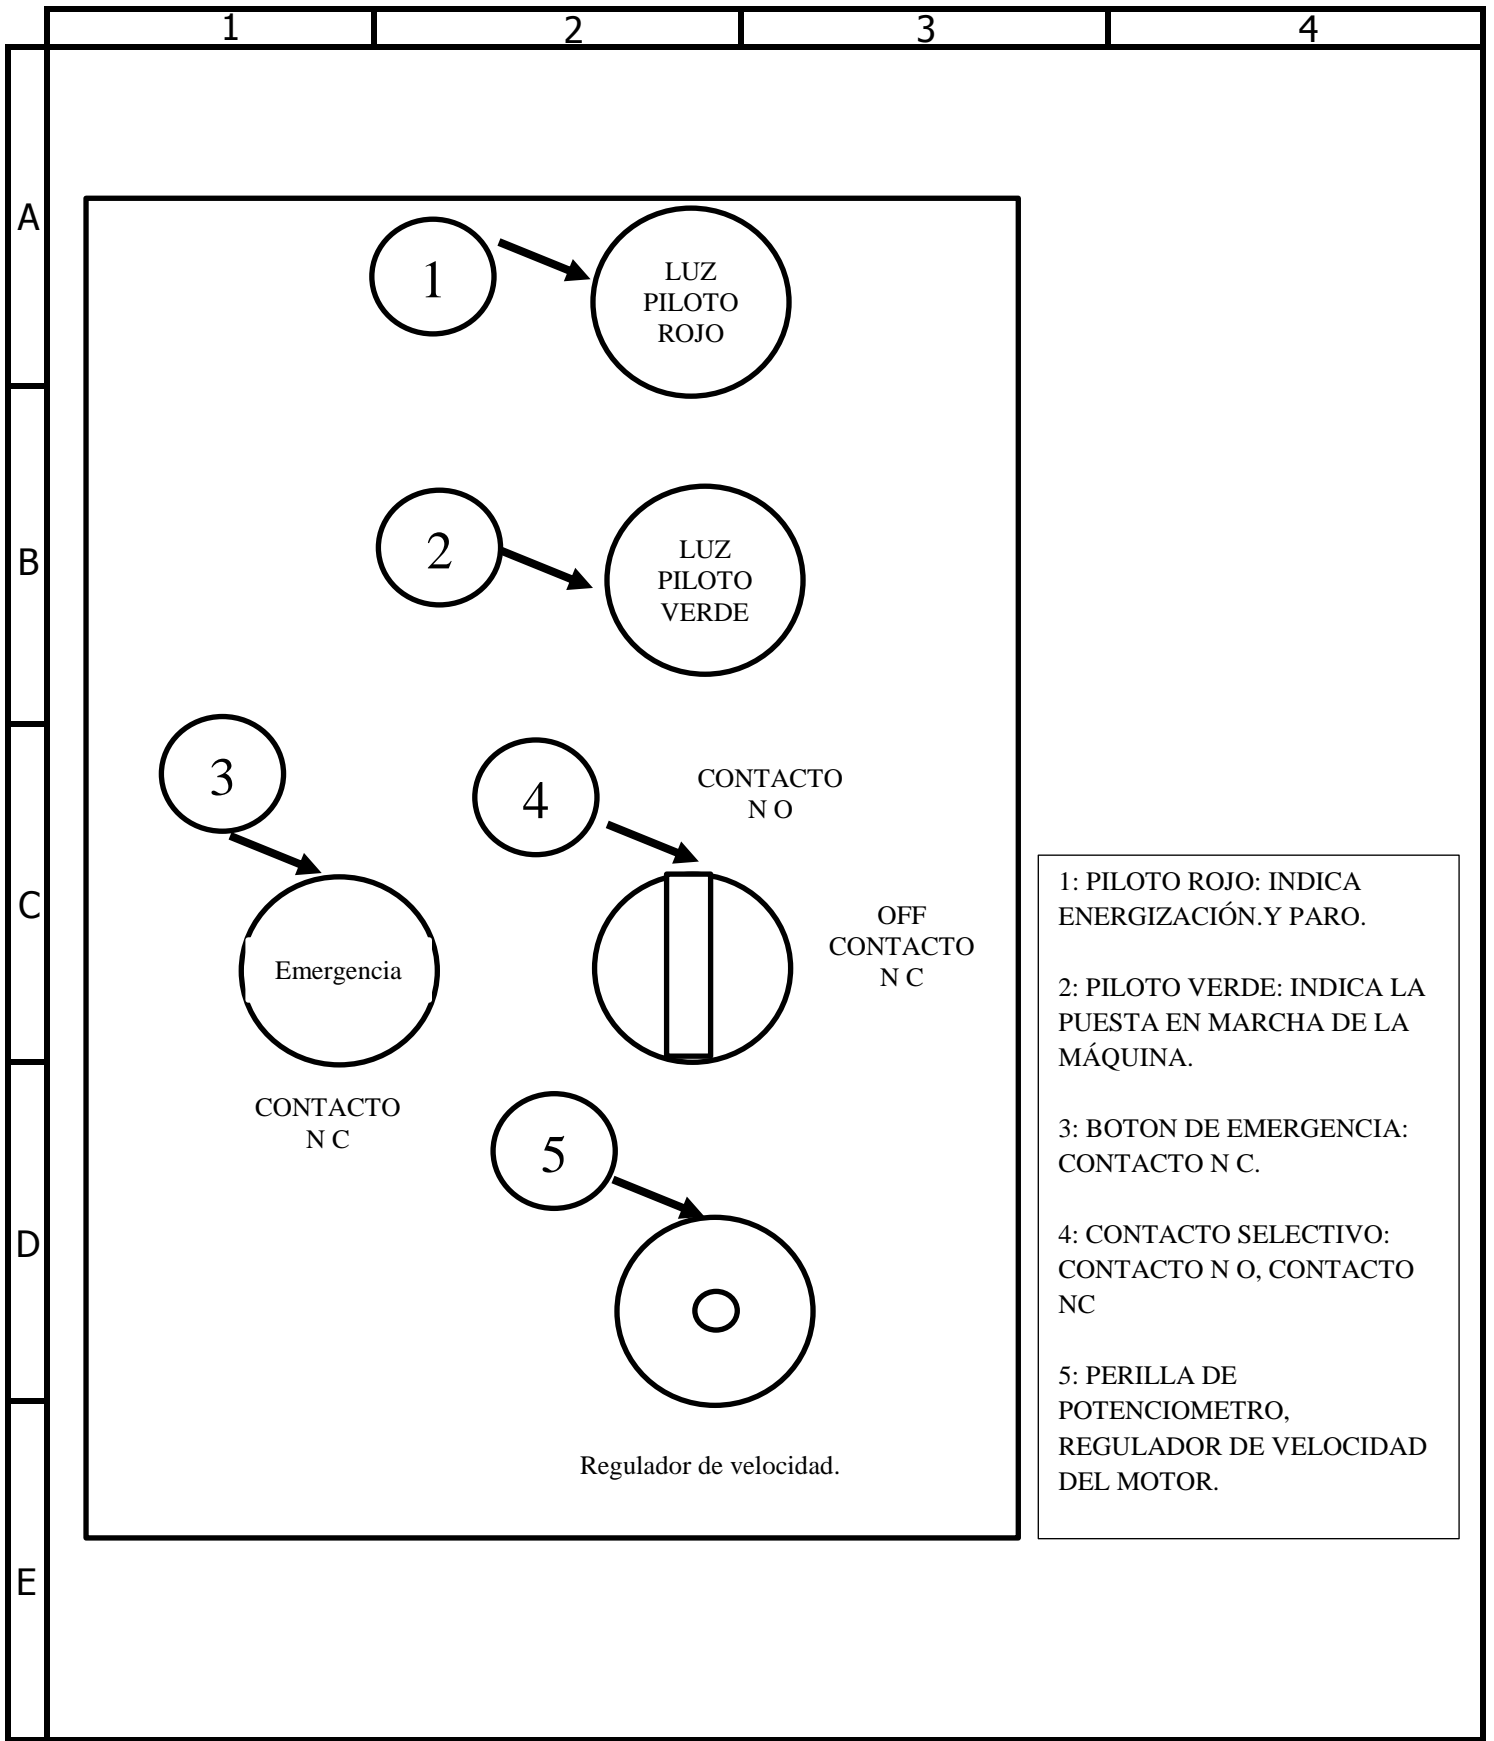 1 2 3 4
A
1
LUZ
PILOTO
ROJO
B
2
LUZ
PILOTO
VERDE
C
3
Emergencia
CONTACTO
N C
4
CONTACTO
N O
OFF
CONTACTO
N C
D
5
Regulador de velocidad.
E
1: PILOTO ROJO: INDICA
ENERGIZACIÓN.Y PARO.
2: PILOTO VERDE: INDICA LA
PUESTA EN MARCHA DE LA
MÁQUINA.
3: BOTON DE EMERGENCIA:
CONTACTO N C.
4: CONTACTO SELECTIVO:
CONTACTO N O, CONTACTO
NC
5: PERILLA DE
POTENCIOMETRO,
REGULADOR DE VELOCIDAD
DEL MOTOR.